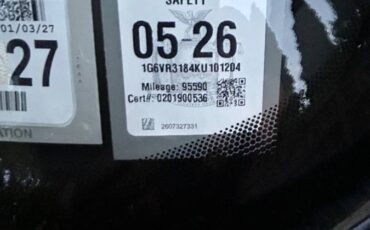 01/03/27
27
ATION
SAFETY
05-26
1G6VR3184KU101204
Mileage: 95590
Cert#: 0201900536
2607327331